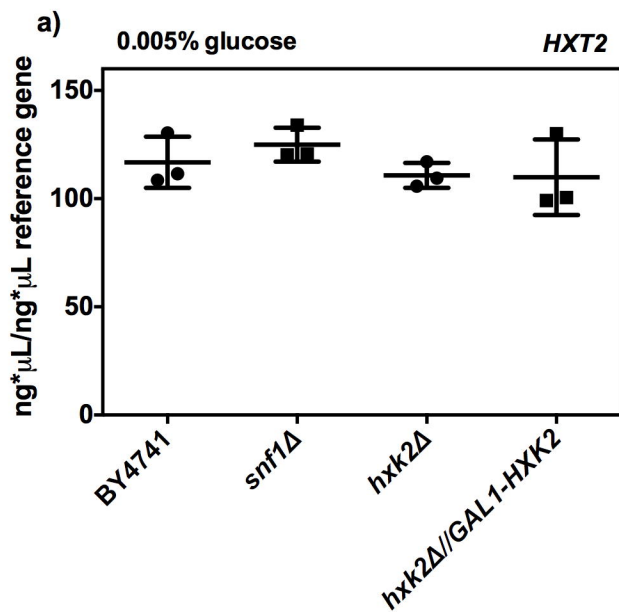 a)
0.005% glucose
HXT2
ng*µL/ng*µL reference gene
150
100
50
0
BY4741
snf1Δ
hxk2Δ
hxk2Δ//GAL1-HXK2